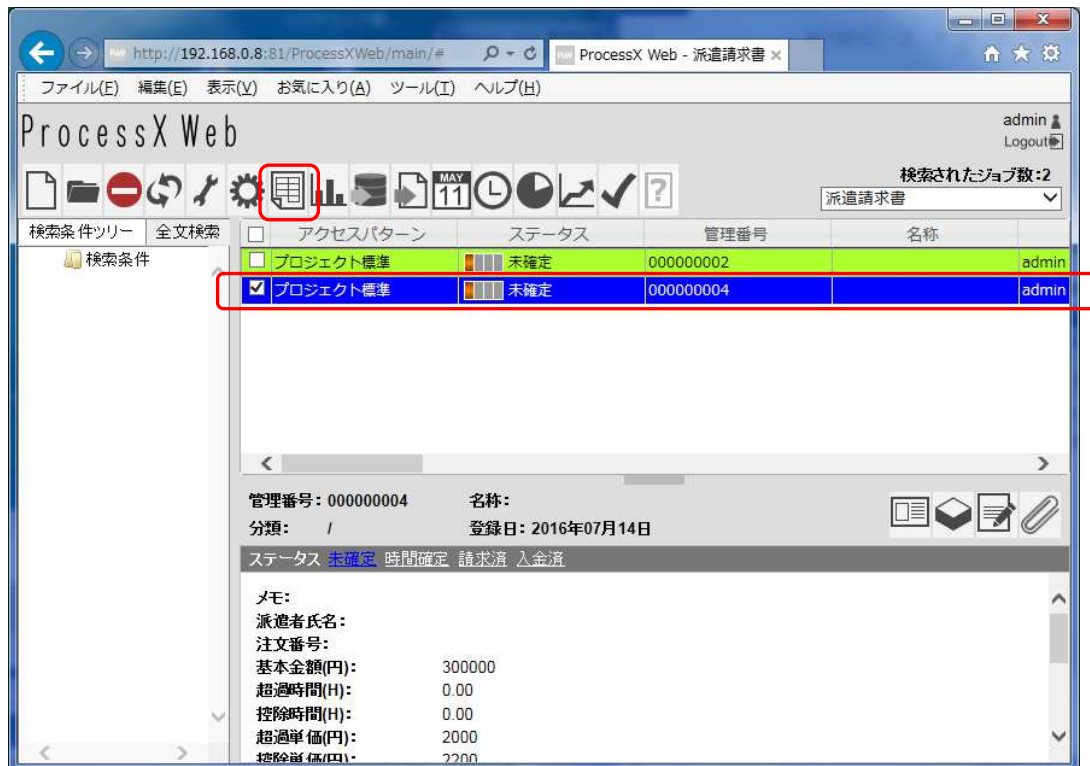 http://192.168.0.8:81/ProcessXWeb/main/#
ProcessX Web - 派遣請求書
ファイル(F) 編集(E) 表示(V) お気に入り(A) ツール(T) ヘルプ(H)
ProcessX Web
admin
Logout
検索されたジョブ数:2
MAY
11
派遣請求書
検索条件ツリー 全文検索
アクセスパターン ステータス 管理番号 名称
検索条件
プロジェクト標準 未確定 000000002 admin
プロジェクト標準 未確定 000000004 admin
管理番号: 000000004 名称:
分類: / 登録日: 2016年07月14日
ステータス 未確定 時間確定 請求済 入金済
メモ:
派遣者氏名:
注文番号:
基本金額(円): 300000
超過時間(H): 0.00
控除時間(H): 0.00
超過単価(円): 2000
控除単価(円): 2200